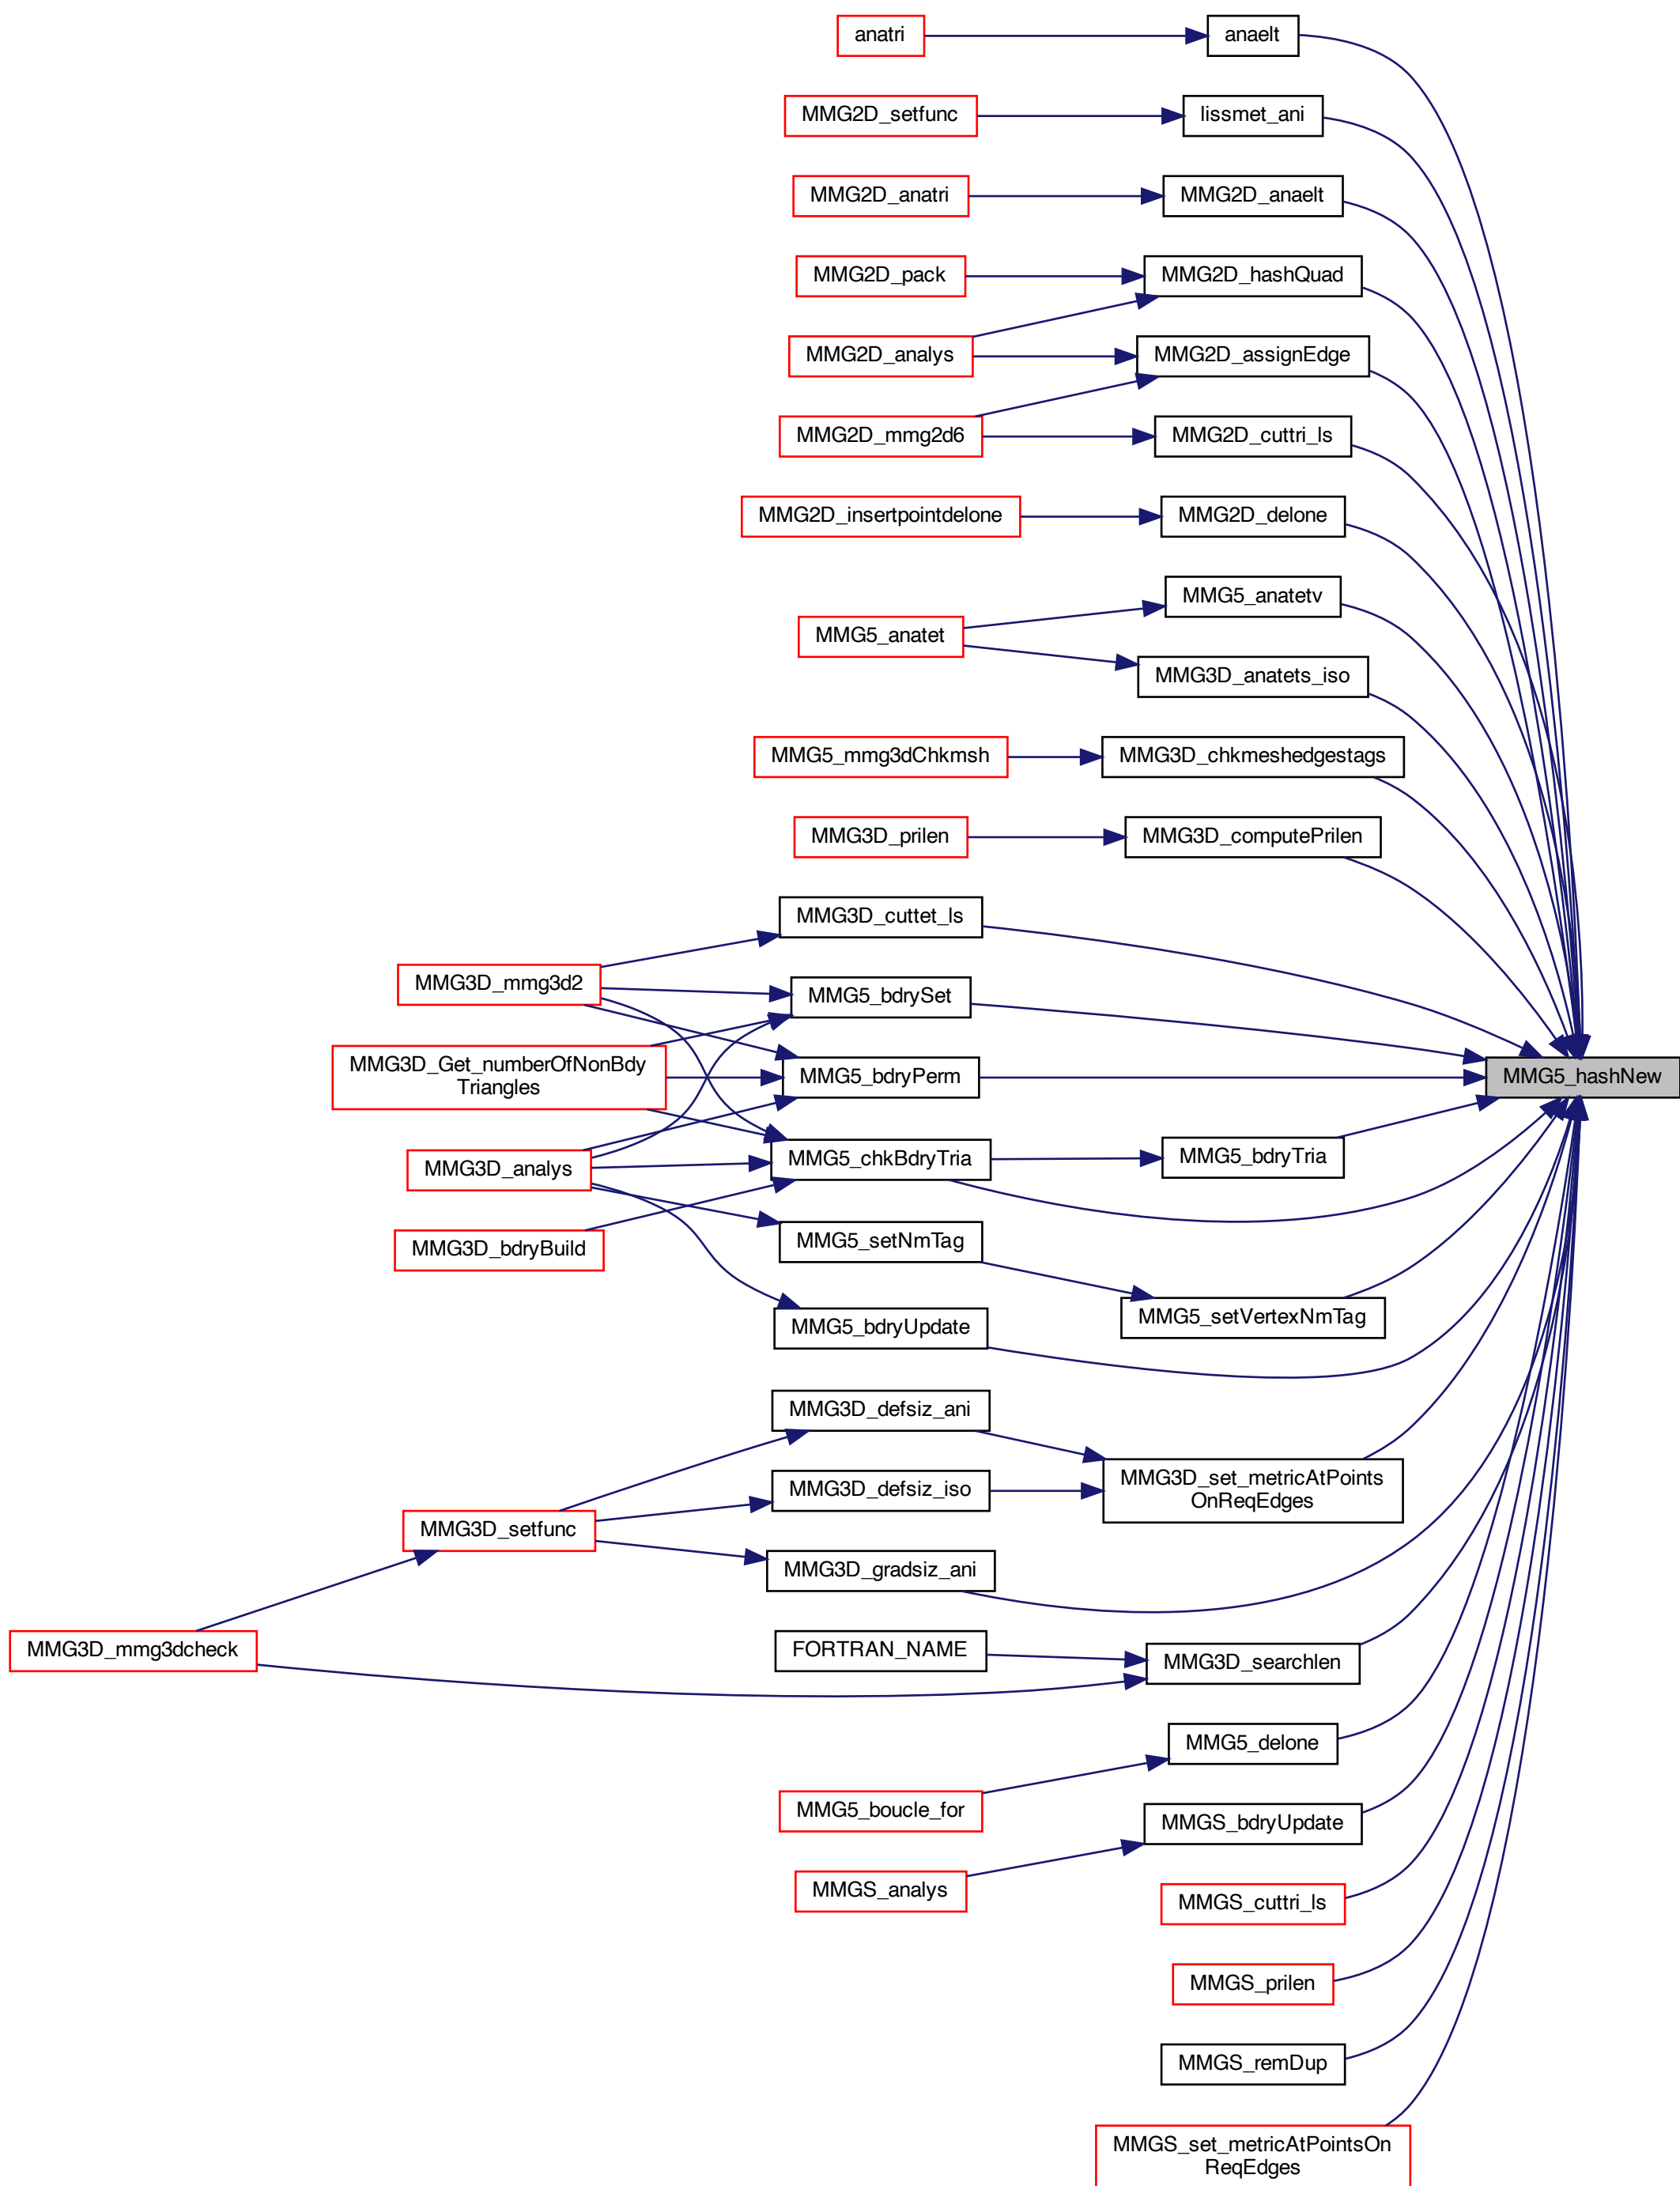 anatri
anaelt
MMG2D_setfunc
lissmet_ani
MMG2D_anatri
MMG2D_anaelt
MMG2D_pack
MMG2D_hashQuad
MMG2D_analys
MMG2D_assignEdge
MMG2D_mmg2d6
MMG2D_cuttri_ls
MMG2D_insertpointdelone
MMG2D_delone
MMG5_anatetv
MMG5_anatet
MMG3D_anatets_iso
MMG5_mmg3dChkmsh
MMG3D_chkmeshedgestags
MMG3D_prilen
MMG3D_computePrilen
MMG3D_cuttet_ls
MMG3D_mmg3d2
MMG5_bdrySet
MMG3D_Get_numberOfNonBdy
Triangles
MMG5_bdryPerm
MMG5_hashNew
MMG3D_analys
MMG5_chkBdryTria
MMG5_bdryTria
MMG3D_bdryBuild
MMG5_setNmTag
MMG5_bdryUpdate
MMG5_setVertexNmTag
MMG3D_defsiz_ani
MMG3D_defsiz_iso
MMG3D_set_metricAtPoints
OnReqEdges
MMG3D_setfunc
MMG3D_gradsiz_ani
MMG3D_mmg3dcheck
FORTRAN_NAME
MMG3D_searchlen
MMG5_delone
MMG5_boucle_for
MMGS_bdryUpdate
MMGS_analys
MMGS_cuttri_ls
MMGS_prilen
MMGS_remDup
MMGS_set_metricAtPointsOn
ReqEdges